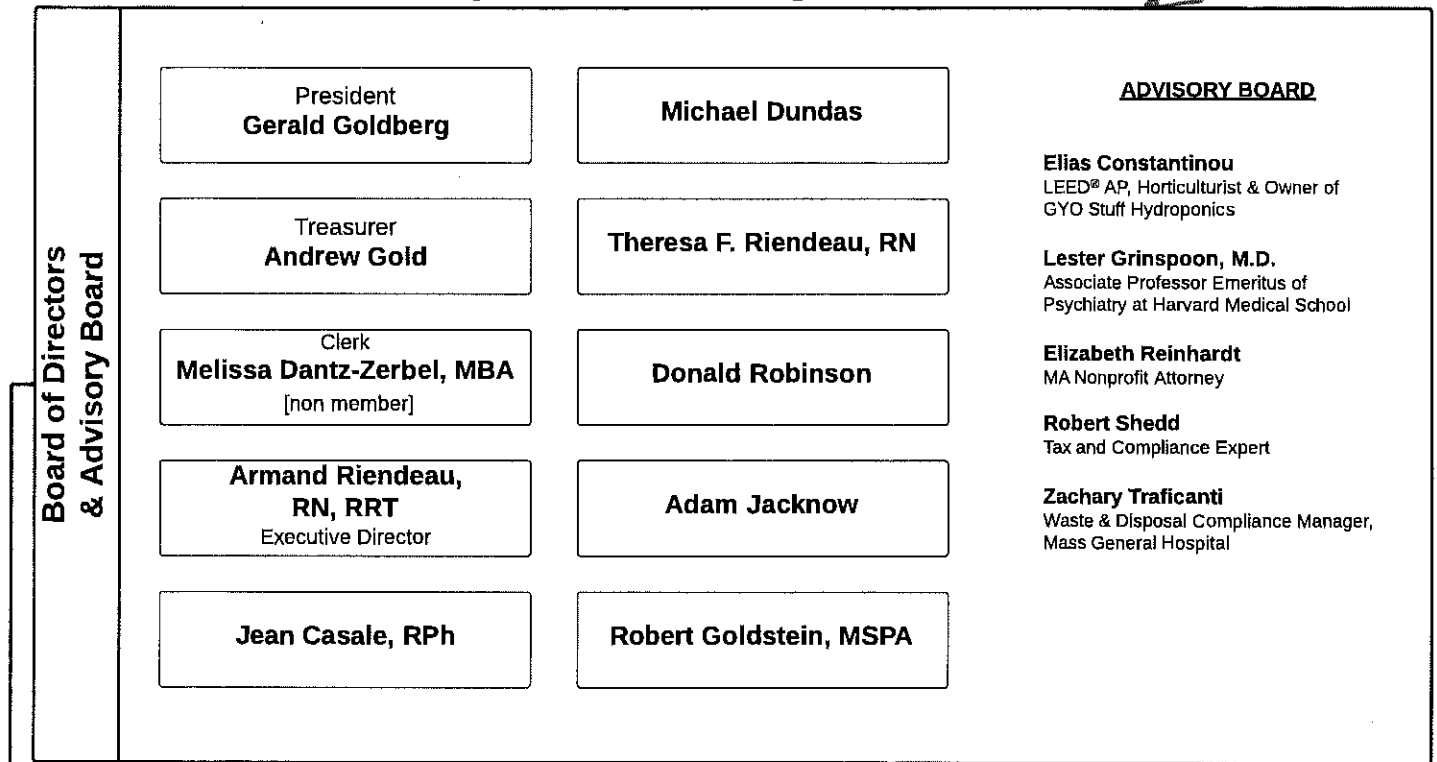 Board of Directors
& Advisory Board
President
Gerald Goldberg
Treasurer
Andrew Gold
Clerk
Melissa Dantz-Zerbel, MBA
[non member]
Armand Riendeau,
RN, RRT
Executive Director
Jean Casale, RPh
Michael Dundas
Theresa F. Riendeau, RN
Donald Robinson
Adam Jacknow
Robert Goldstein, MSPA
ADVISORY BOARD
Elias Constantinou
LEED® AP, Horticulturist & Owner of
GYO Stuff Hydroponics
Lester Grinspoon, M.D.
Associate Professor Emeritus of
Psychiatry at Harvard Medical School
Elizabeth Reinhardt
MA Nonprofit Attorney
Robert Shedd
Tax and Compliance Expert
Zachary Traficanti
Waste & Disposal Compliance Manager,
Mass General Hospital